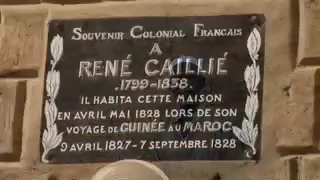 SOUVENIR COLONIAL FRANÇAIS
A
RENÉ CAILLIÉ
.1799-1838.
IL HABITA CETTE MAISON
EN AVRIL MAI 1828 LORS DE SON
VOYAGE DE GUINÉE AU MAROC
9 AVRIL 1827 - 7 SEPTEMBRE 1828